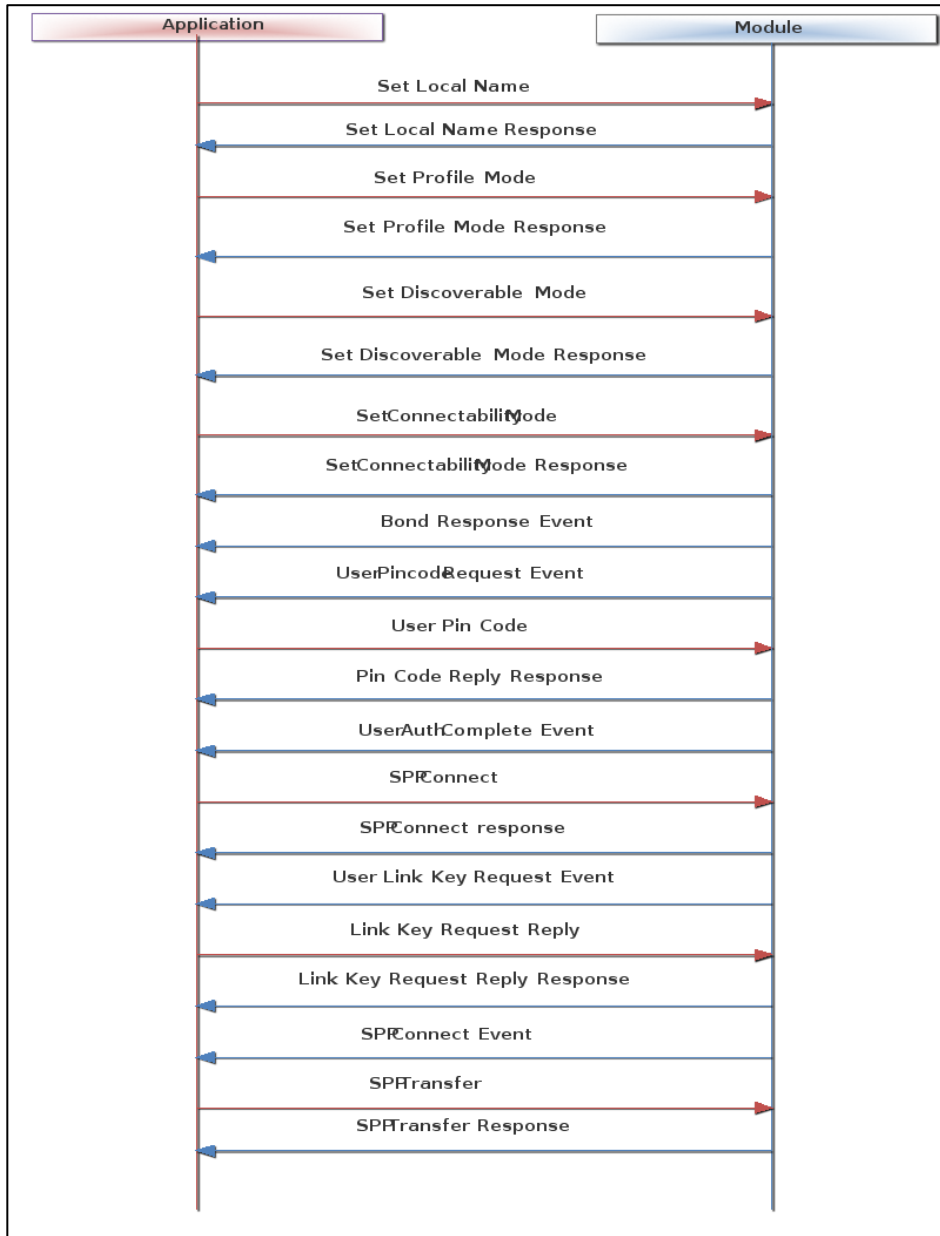 Application
Module
Set Local Name
Set Local Name Response
Set Profile Mode
Set Profile Mode Response
Set Discoverable Mode
Set Discoverable Mode Response
SetConnectabilityMode
SetConnectabilityMode Response
Bond Response Event
UserPincodeRequest Event
User Pin Code
Pin Code Reply Response
UserAuthComplete Event
SPPConnect
SPPConnect response
User Link Key Request Event
Link Key Request Reply
Link Key Request Reply Response
SPPConnect Event
SPPTransfer
SPPTransfer Response